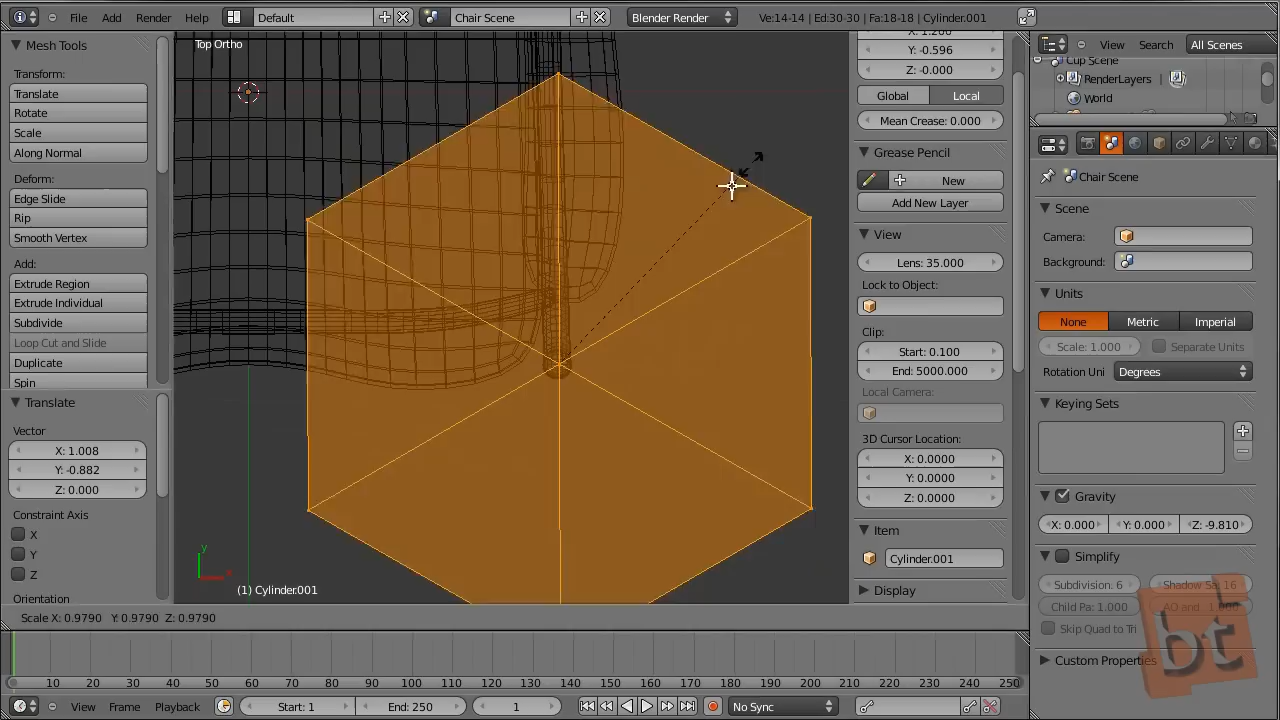 File Add Render Help Default Chair Scene Blender Render Ve:14-14 | Ed:30-30 | Fa:18-18 | Cylinder.001
Mesh Tools
Transform:
Translate
Rotate
Scale
Along Normal
Deform:
Edge Slide
Rip
Smooth Vertex
Add:
Extrude Region
Extrude Individual
Subdivide
Loop Cut and Slide
Duplicate
Spin
Translate
Vector
X: 1.008
Y: -0.882
Z: 0.000
Constraint Axis
X
Y
Z
Orientation
Top Ortho
y
x
(1) Cylinder.001
Scale X: 0.9790 Y: 0.9790 Z: 0.9790
X: 1.200
Y: -0.596
Z: -0.000
Global Local
Mean Crease: 0.000
Grease Pencil
New
Add New Layer
View
Lens: 35.000
Lock to Object:
Clip:
Start: 0.100
End: 5000.000
Local Camera:
3D Cursor Location:
X: 0.0000
Y: 0.0000
Z: 0.0000
Item
Cylinder.001
Display
View Search All Scenes
Cup Scene
RenderLayers |
World
Chair Scene
Scene
Camera:
Background:
Units
None Metric Imperial
Scale: 1.000 Separate Units
Rotation Uni Degrees
Keying Sets
Gravity
X: 0.000 Y: 0.000 Z: -9.810
Simplify
Subdivision: 6 Shadow Sa: 16
Child Pa: 1.000 AO and
Skip Quad to Tri
Custom Properties
bt
10 20 30 40 50 60 70 80 90 100 110 120 130 140 150 160 170 180 190 200 210 220 230 240 250
View Frame Playback Start: 1 End: 250 1 No Sync